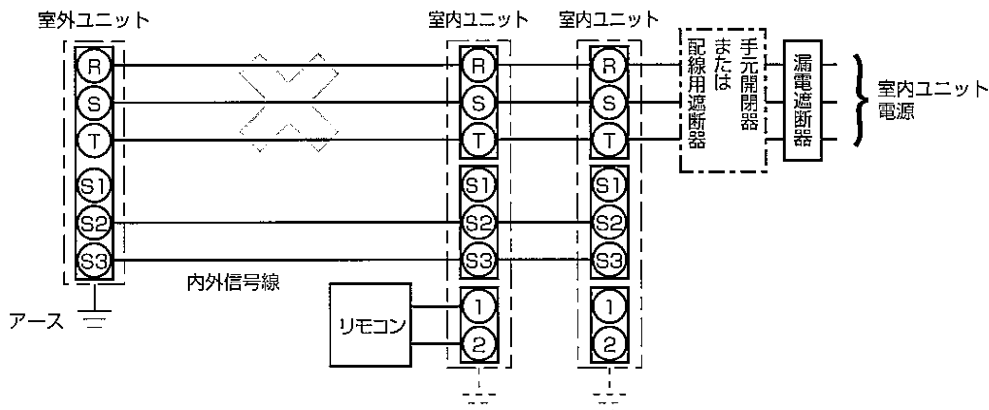 室外ユニット
室内ユニット
室内ユニット
R
S
T
S1
S2
S3
R
S
T
S1
S2
S3
1
2
R
S
T
S1
S2
S3
1
2
手元開閉器
または
配線用遮断器
漏電遮断器
室内ユニット
電源
内外信号線
アース
リモコン